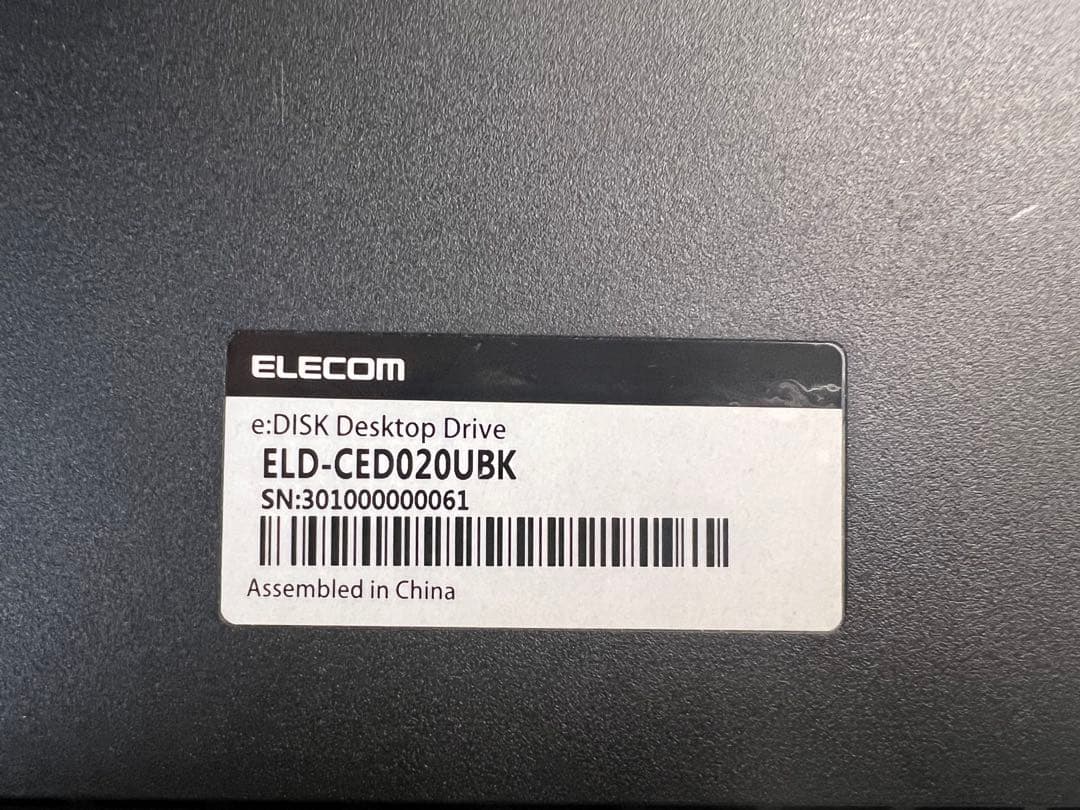 ELECOM
e:DISK Desktop Drive
ELD-CED020UBK
SN:301000000061
Assembled in China